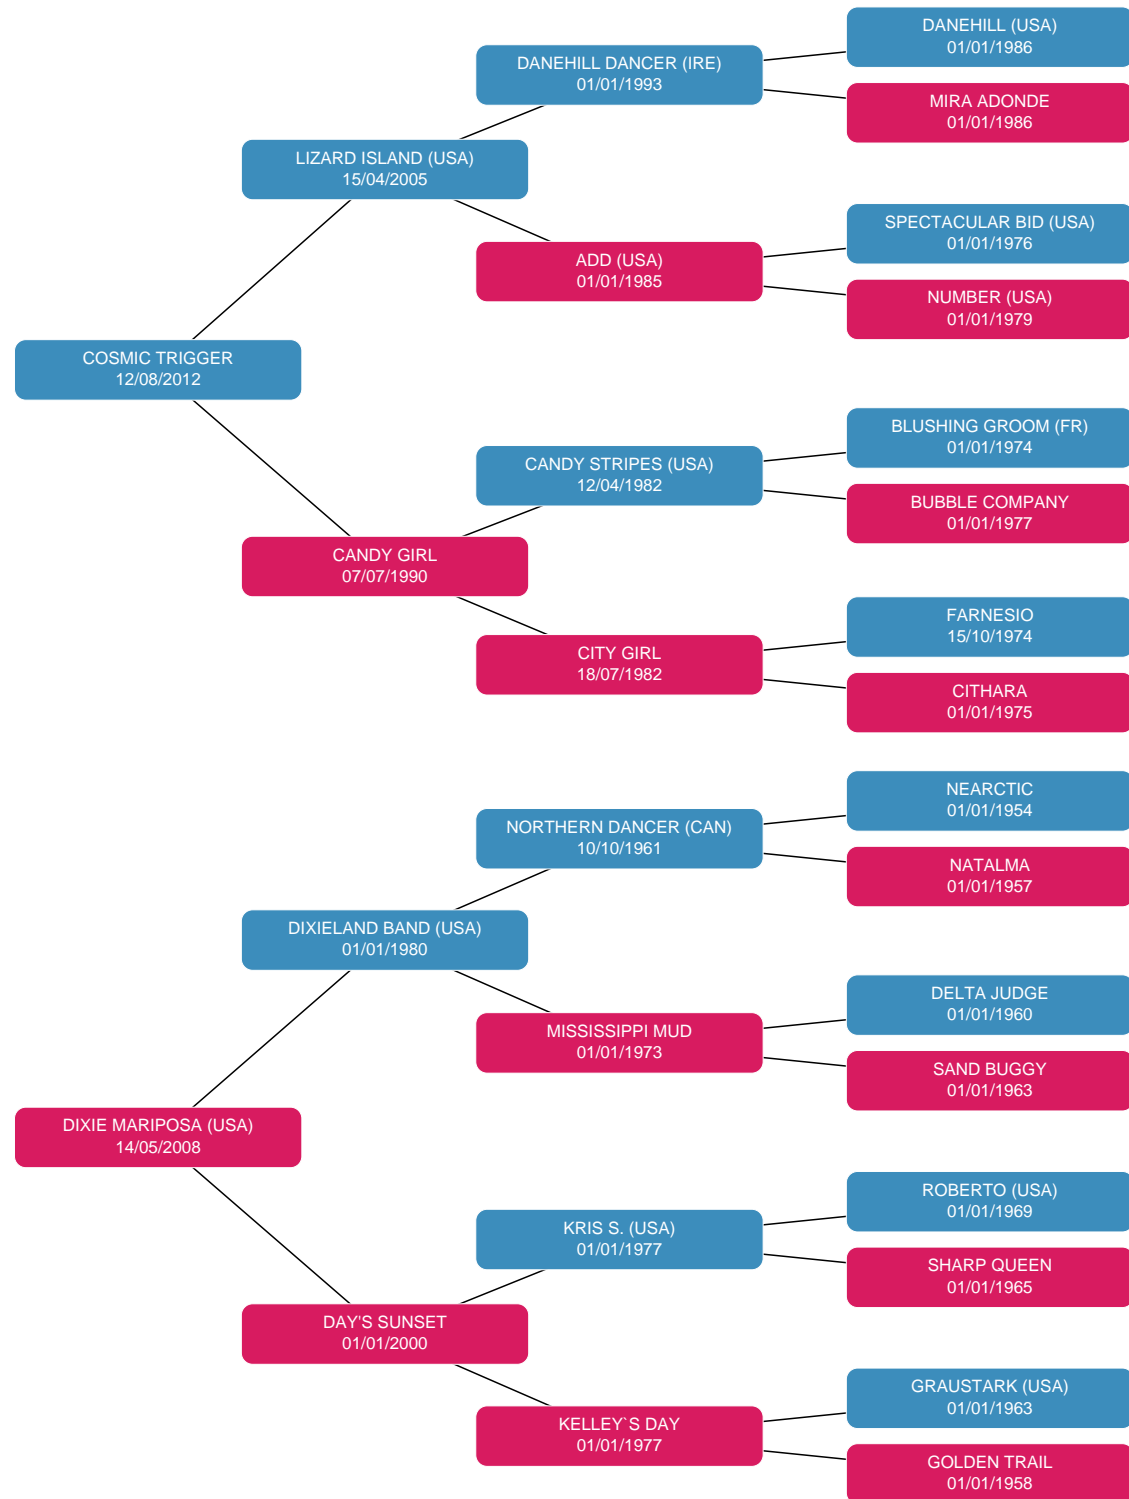 DANEHILL (USA)
01/01/1986
DANEHILL DANCER (IRE)
01/01/1993
MIRA ADONDE
01/01/1986
LIZARD ISLAND (USA)
15/04/2005
SPECTACULAR BID (USA)
01/01/1976
ADD (USA)
01/01/1985
NUMBER (USA)
01/01/1979
COSMIC TRIGGER
12/08/2012
BLUSHING GROOM (FR)
01/01/1974
CANDY STRIPES (USA)
12/04/1982
BUBBLE COMPANY
01/01/1977
CANDY GIRL
07/07/1990
FARNESIO
15/10/1974
CITY GIRL
18/07/1982
CITHARA
01/01/1975
NEARCTIC
01/01/1954
NORTHERN DANCER (CAN)
10/10/1961
NATALMA
01/01/1957
DIXIELAND BAND (USA)
01/01/1980
DELTA JUDGE
01/01/1960
MISSISSIPPI MUD
01/01/1973
SAND BUGGY
01/01/1963
DIXIE MARIPOSA (USA)
14/05/2008
ROBERTO (USA)
01/01/1969
KRIS S. (USA)
01/01/1977
SHARP QUEEN
01/01/1965
DAY'S SUNSET
01/01/2000
GRAUSTARK (USA)
01/01/1963
KELLEY`S DAY
01/01/1977
GOLDEN TRAIL
01/01/1958